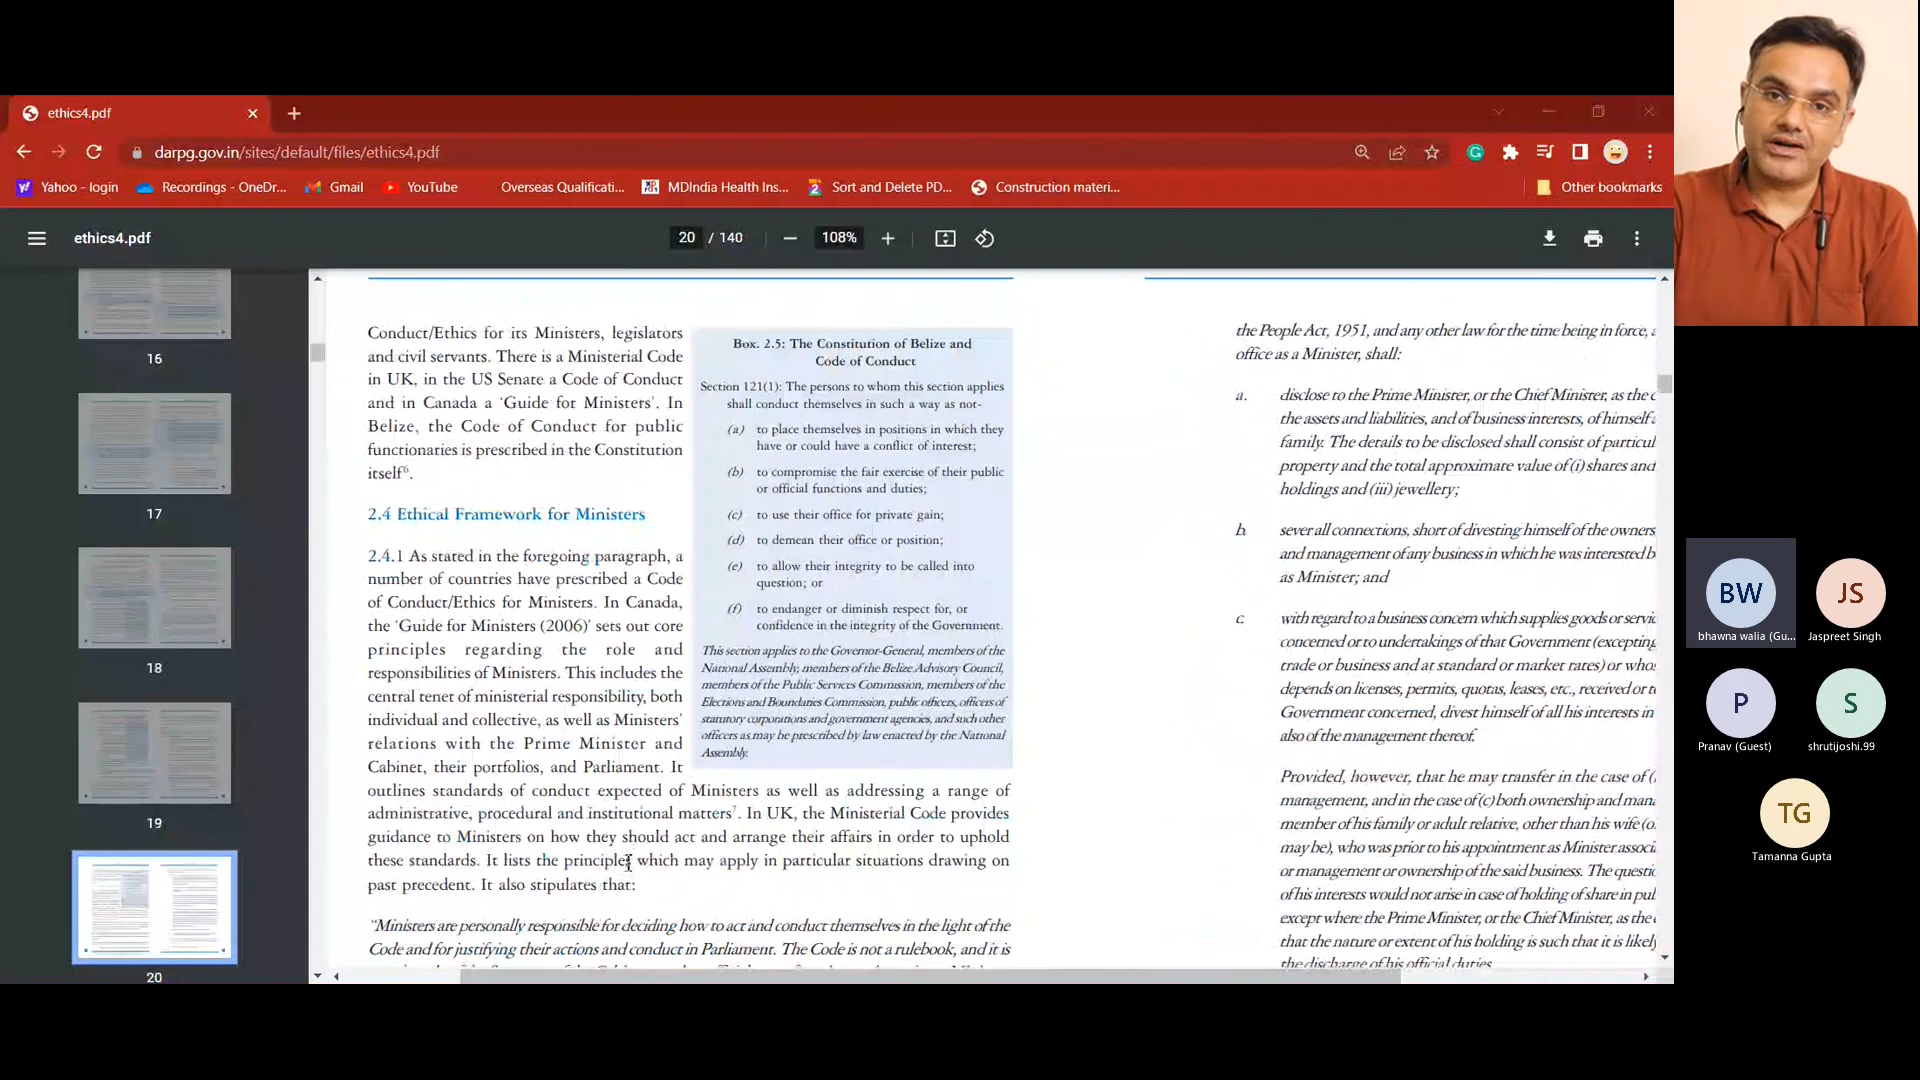 ethics4.pdf
darpg.gov.in/sites/default/files/ethics4.pdf
Yahoo - login
Recordings - OneDr...
Gmail
YouTube
Overseas Qualificati...
MDIndia Health Ins...
Sort and Delete PD...
Construction materi...
Other bookmarks
ethics4.pdf
20 / 140
108%
16
17
18
19
20
Conduct/Ethics for its Ministers, legislators
and civil servants. There is a Ministerial Code
in UK, in the US Senate a Code of Conduct
and in Canada a ‘Guide for Ministers’. In
Belize, the Code of Conduct for public
functionaries is prescribed in the Constitution
itself⁶.
2.4 Ethical Framework for Ministers
2.4.1 As stated in the foregoing paragraph, a
number of countries have prescribed a Code
of Conduct/Ethics for Ministers. In Canada,
the ‘Guide for Ministers (2006)’ sets out core
principles regarding the role and
responsibilities of Ministers. This includes the
central tenet of ministerial responsibility, both
individual and collective, as well as Ministers’
relations with the Prime Minister and
Cabinet, their portfolios, and Parliament. It
outlines standards of conduct expected of Ministers as well as addressing a range of
administrative, procedural and institutional matters⁷. In UK, the Ministerial Code provides
guidance to Ministers on how they should act and arrange their affairs in order to uphold
these standards. It lists the principles which may apply in particular situations drawing on
past precedent. It also stipulates that:
“Ministers are personally responsible for deciding how to act and conduct themselves in the light of the
Code and for justifying their actions and conduct in Parliament. The Code is not a rulebook, and it is
Box. 2.5: The Constitution of Belize and
Code of Conduct
Section 121(1): The persons to whom this section applies
shall conduct themselves in such a way as not-
(a) to place themselves in positions in which they
have or could have a conflict of interest;
(b) to compromise the fair exercise of their public
or official functions and duties;
(c) to use their office for private gain;
(d) to demean their office or position;
(e) to allow their integrity to be called into
question; or
(f) to endanger or diminish respect for, or
confidence in the integrity of the Government.
This section applies to the Governor-General, members of the
National Assembly, members of the Belize Advisory Council,
members of the Public Services Commission, members of the
Elections and Boundaries Commission, public officers, officers of
statutory corporations and government agencies, and such other
officers as may be prescribed by law enacted by the National
Assembly.
the People Act, 1951, and any other law for the time being in force, a
office as a Minister, shall:
a. disclose to the Prime Minister, or the Chief Minister, as the c
the assets and liabilities, and of business interests, of himself a
family. The details to be disclosed shall consist of particul
property and the total approximate value of (i) shares and
holdings and (iii) jewellery;
b. sever all connections, short of divesting himself of the owners
and management of any business in which he was interested b
as Minister; and
c. with regard to a business concern which supplies goods or servic
concerned or to undertakings of that Government (excepting
trade or business and at standard or market rates) or whos
depends on licenses, permits, quotas, leases, etc., received or to
Government concerned, divest himself of all his interests in
also of the management thereof,
Provided, however, that he may transfer in the case of (
management, and in the case of (c) both ownership and mana
member of his family or adult relative, other than his wife (o
may be), who was prior to his appointment as Minister associ
or management or ownership of the said business. The questi
of his interests would not arise in case of holding of share in pub
except where the Prime Minister, or the Chief Minister, as the
that the nature or extent of his holding is such that it is likely
the discharge of his official duties.
BW
bhawna walia (Gu...
JS
Jaspreet Singh
P
Pranav (Guest)
S
shrutijoshi.99
TG
Tamanna Gupta